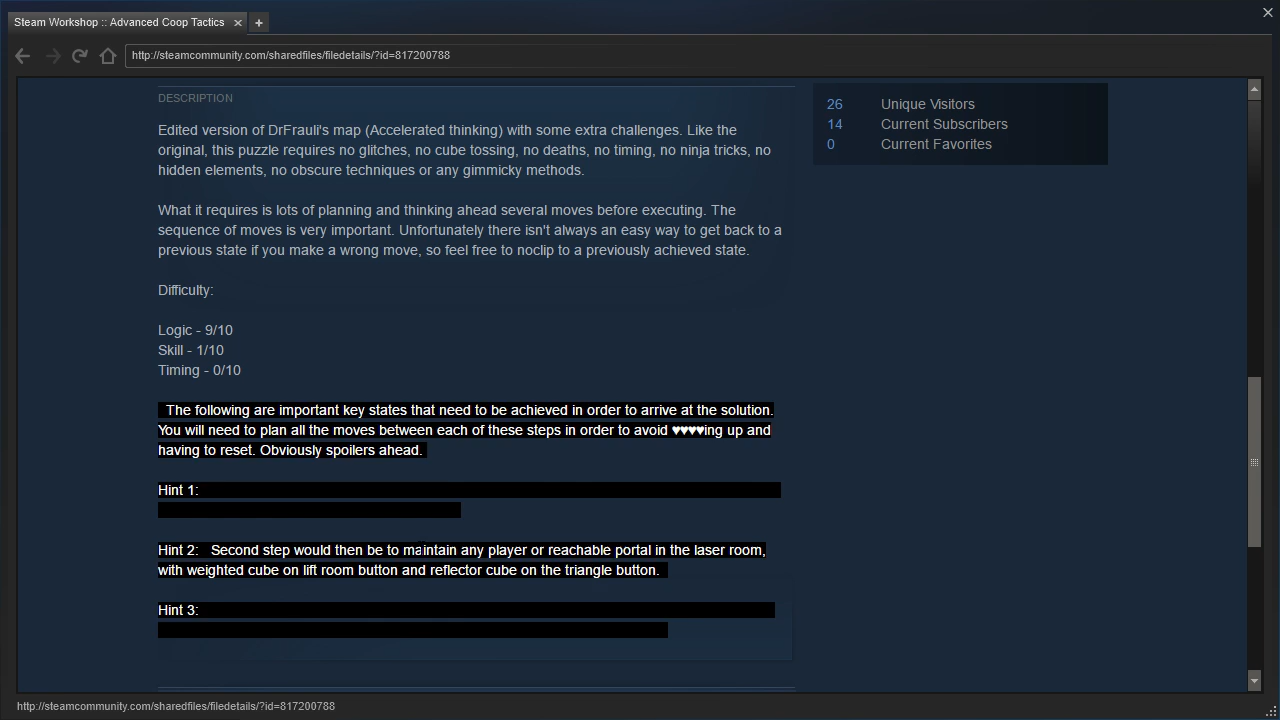 Steam Workshop :: Advanced Coop Tactics
http://steamcommunity.com/sharedfiles/filedetails/?id=817200788
DESCRIPTION
Edited version of DrFrauli's map (Accelerated thinking) with some extra challenges. Like the
original, this puzzle requires no glitches, no cube tossing, no deaths, no timing, no ninja tricks, no
hidden elements, no obscure techniques or any gimmicky methods.
What it requires is lots of planning and thinking ahead several moves before executing. The
sequence of moves is very important. Unfortunately there isn't always an easy way to get back to a
previous state if you make a wrong move, so feel free to noclip to a previously achieved state.
Difficulty:
Logic - 9/10
Skill - 1/10
Timing - 0/10
The following are important key states that need to be achieved in order to arrive at the solution.
You will need to plan all the moves between each of these steps in order to avoid ♥♥♥♥ing up and
having to reset. Obviously spoilers ahead.
Hint 1:
Hint 2: Second step would then be to maintain any player or reachable portal in the laser room,
with weighted cube on lift room button and reflector cube on the triangle button.
Hint 3:
26 Unique Visitors
14 Current Subscribers
0 Current Favorites
http://steamcommunity.com/sharedfiles/filedetails/?id=817200788